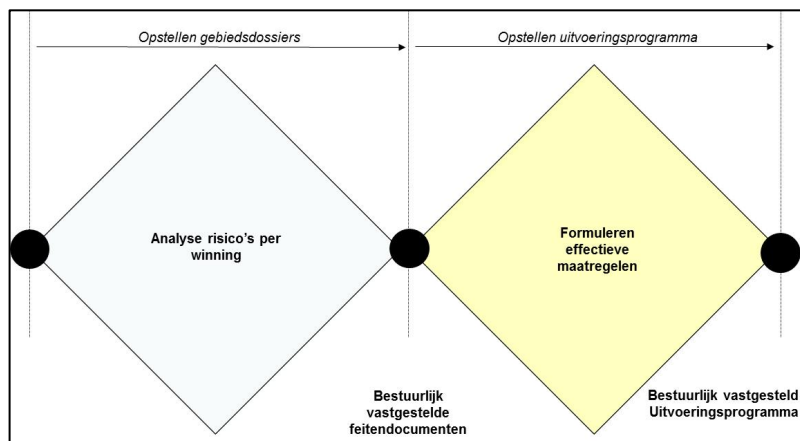 Opstellen gebiedsdossiers
Opstellen uitvoeringsprogramma
Analyse risico's per
winning
Formuleren
effectieve
maatregelen
Bestuurlijk
vastgestelde
feitendocumenten
Bestuurlijk vastgesteld
Uitvoeringsprogramma